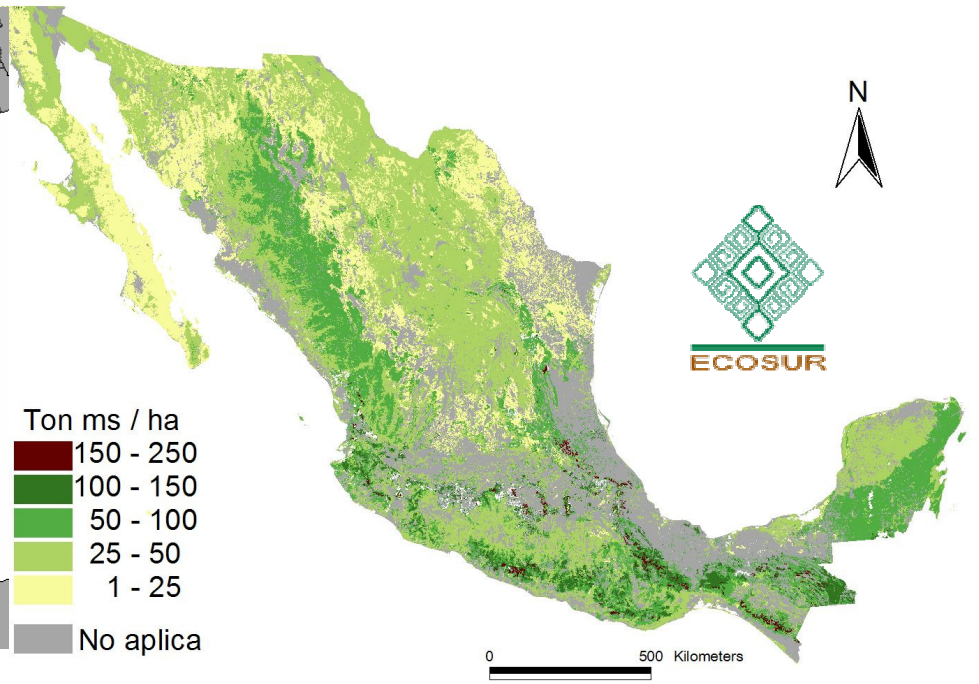 N
ECOSUR
Ton ms / ha
150 - 250
100 - 150
50 - 100
25 - 50
1 - 25
No aplica
0 500 Kilometers